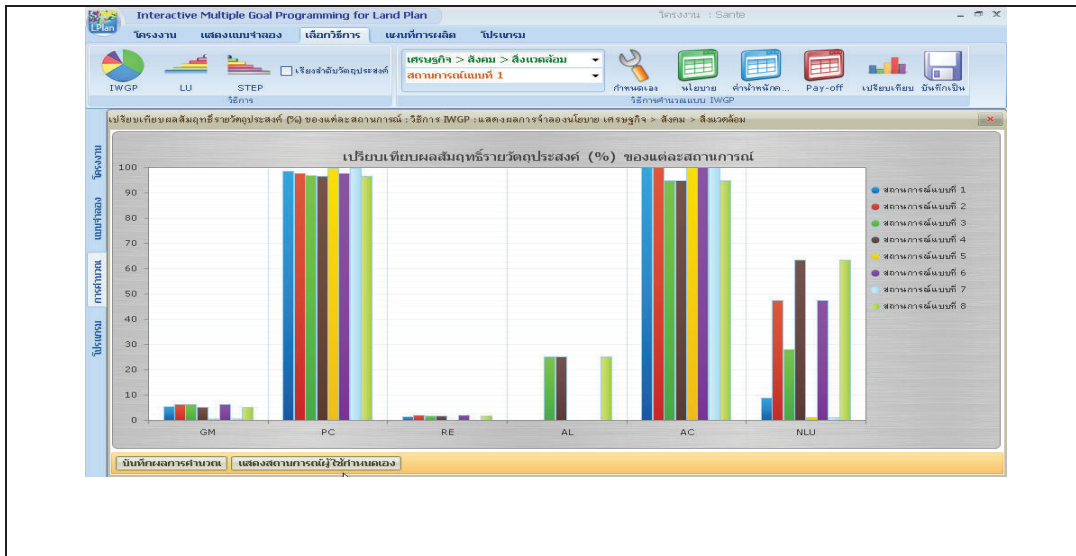 Interactive Multiple Goal Programming for Land Plan
โครงงาน : Sante
LPlan
โครงงาน แสดงแบบจำลอง เลือกวิธีการ แผนที่การผลิต โปรแกรม
เรียงลำดับวัตถุประสงค์
เศรษฐกิจ > สังคม > สิ่งแวดล้อม
สถานการณ์แบบที่ 1
IWGP LU STEP
กำหนดเอง นโยบาย ค่าน้ำหนักค... Pay-off เปรียบเทียบ บันทึกเป็น
วิธีการ
วิธีการคำนวณแบบ IWGP
เปรียบเทียบผลสัมฤทธิ์รายวัตถุประสงค์ (%) ของแต่ละสถานการณ์ : วิธีการ IWGP : แสดงผลการจำลองนโยบาย เศรษฐกิจ > สังคม > สิ่งแวดล้อม
โครงงาน
แบบจำลอง
การคำนวณ
โปรแกรม
เปรียบเทียบผลสัมฤทธิ์รายวัตถุประสงค์ (%) ของแต่ละสถานการณ์
100
90
80
70
60
50
40
30
20
10
0
GM PC RE AL AC NLU
สถานการณ์แบบที่ 1
สถานการณ์แบบที่ 2
สถานการณ์แบบที่ 3
สถานการณ์แบบที่ 4
สถานการณ์แบบที่ 5
สถานการณ์แบบที่ 6
สถานการณ์แบบที่ 7
สถานการณ์แบบที่ 8
บันทึกผลการคำนวณ แสดงสถานการณ์ผู้ใช้กำหนดเอง